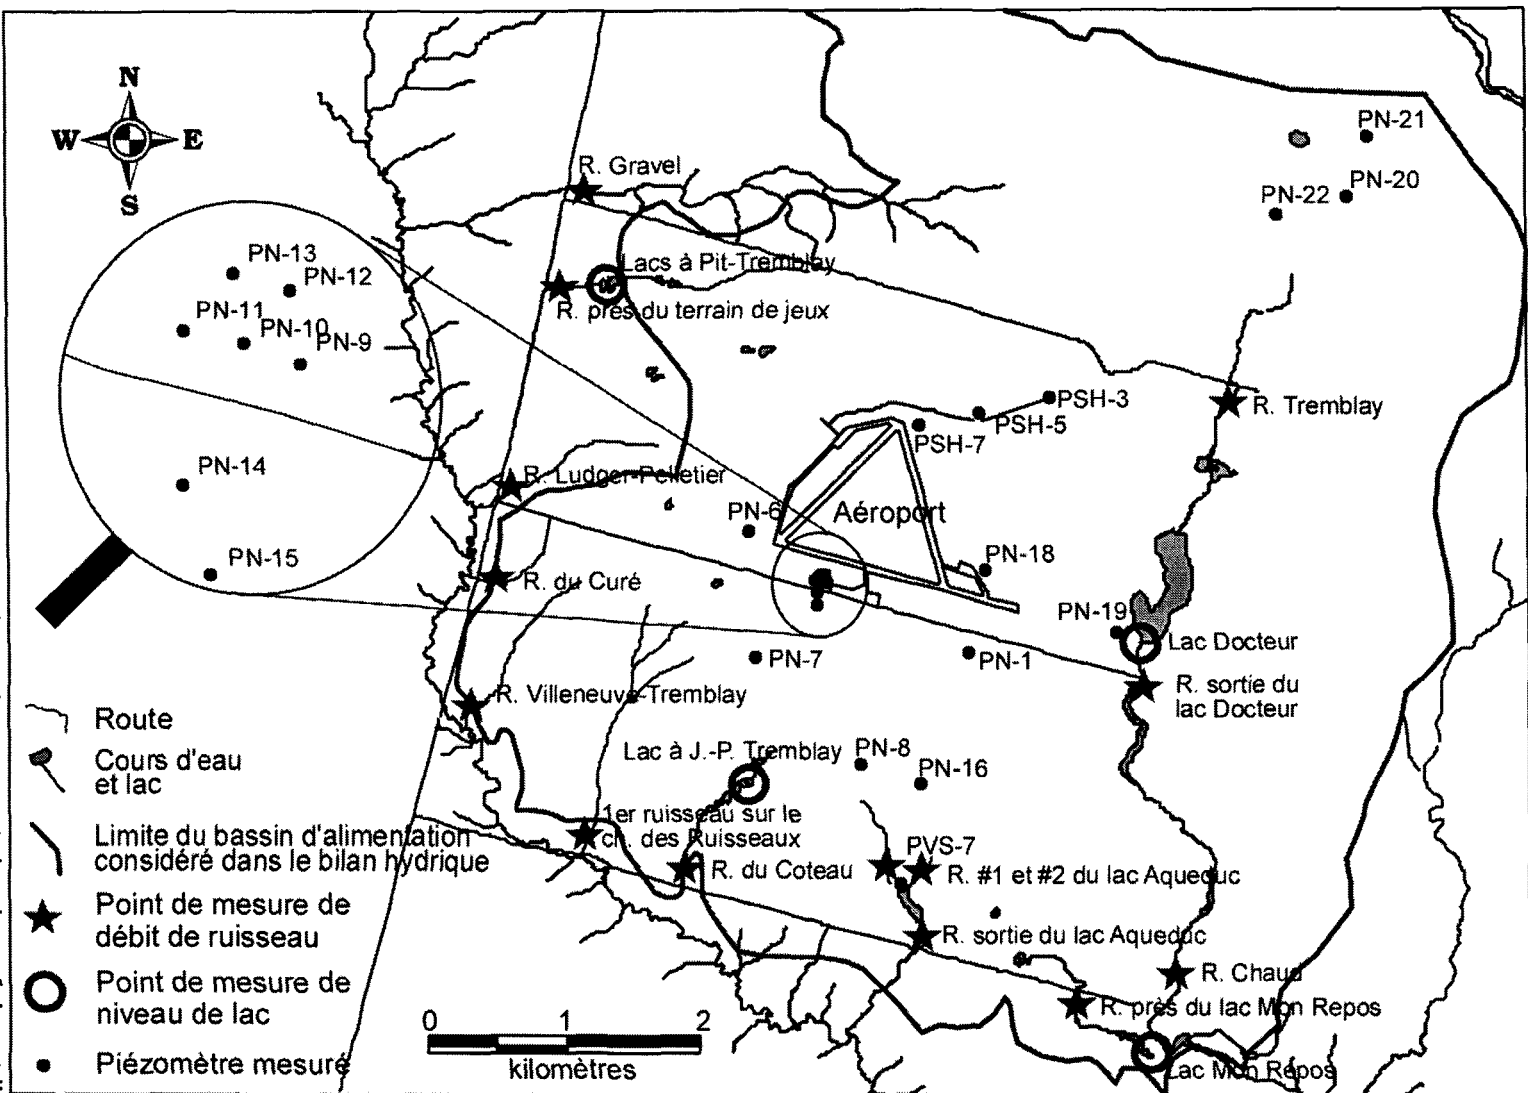 N
W
E
S
PN-21
PN-20
PN-22
R. Gravel
PN-13
PN-12
PN-11
PN-10
PN-9
Lacs à Pit-Tremblay
R. près du terrain de jeux
PSH-3
PSH-5
PSH-7
R. Tremblay
PN-14
R. Ludger-Pelletier
PN-6
Aéroport
PN-15
R. du Curé
PN-18
PN-19
Lac Docteur
PN-7
PN-1
R. sortie du
lac Docteur
R. Villeneuve-Tremblay
Lac à J.-P. Tremblay
PN-8
PN-16
1er ruisseau sur le
ch. des Ruisseaux
PVS-7
R. du Coteau
R. #1 et #2 du lac Aqueduc
R. sortie du lac Aqueduc
R. Chaud
R. près du lac Mon Repos
Lac Mon Repos
Route
Cours d'eau
et lac
Limite du bassin d'alimentation
considéré dans le bilan hydrique
Point de mesure de
débit de ruisseau
Point de mesure de
niveau de lac
Piézomètre mesuré
0 1 2
kilomètres